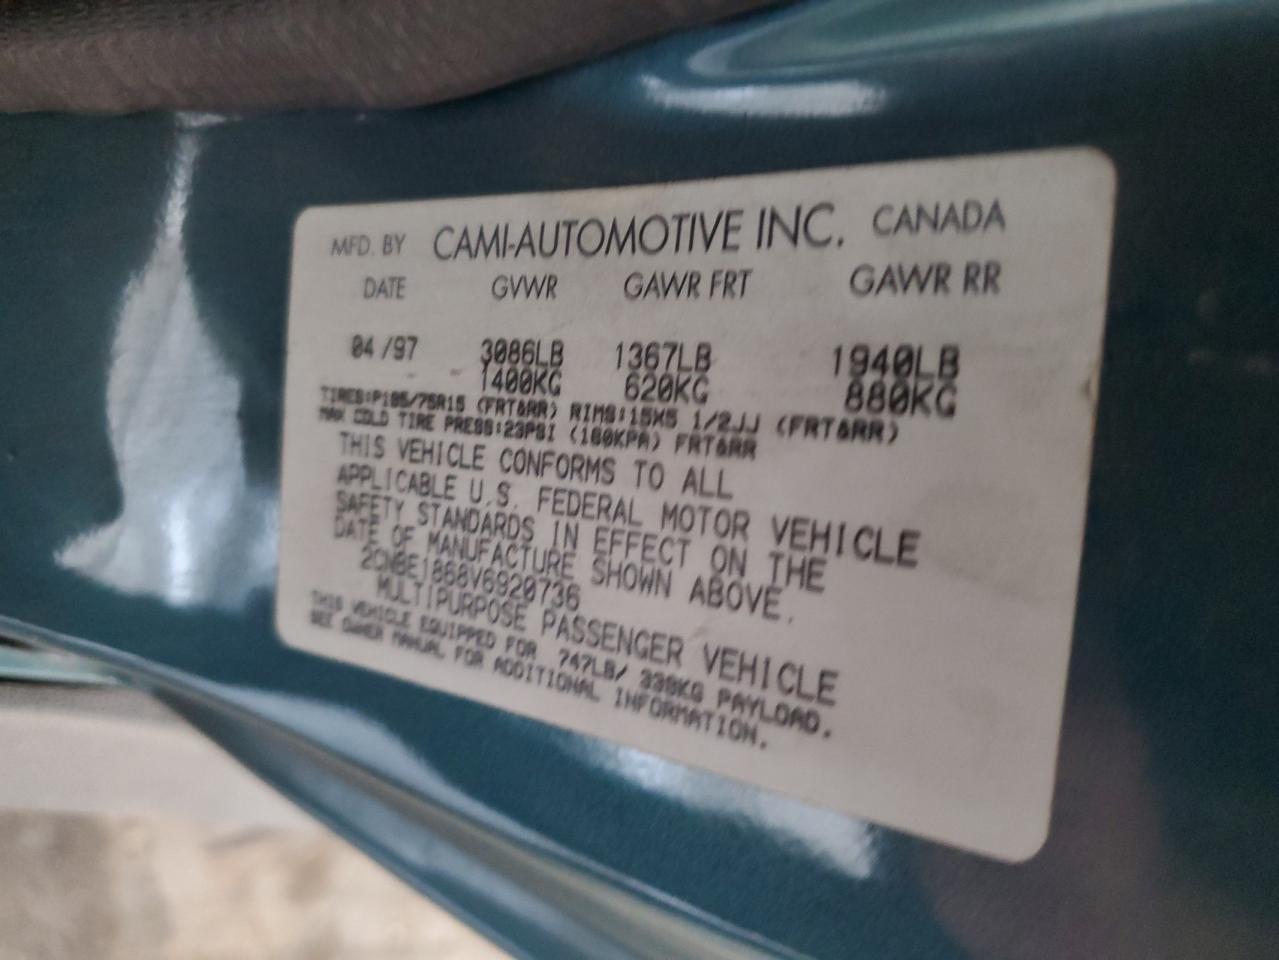 MFD. BY CAMI-AUTOMOTIVE INC. CANADA
DATE GVWR GAWR FRT GAWR RR
04 /97 3086LB 1367LB 1940LB
1400KG 620KG 880KG
TIRES:P195/75R15 (FRT&RR) RIMS:15X5 1/2JJ (FRT&RR)
MAX COLD TIRE PRESS:23PSI (160KPA) FRT&RR
THIS VEHICLE CONFORMS TO ALL
APPLICABLE U.S. FEDERAL MOTOR VEHICLE
SAFETY STANDARDS IN EFFECT ON THE
DATE OF MANUFACTURE SHOWN ABOVE.
2CNBE1868V6920736
MULTIPURPOSE PASSENGER VEHICLE
THIS VEHICLE EQUIPPED FOR 747LB/ 339KG PAYLOAD.
SEE OWNER MANUAL FOR ADDITIONAL INFORMATION.